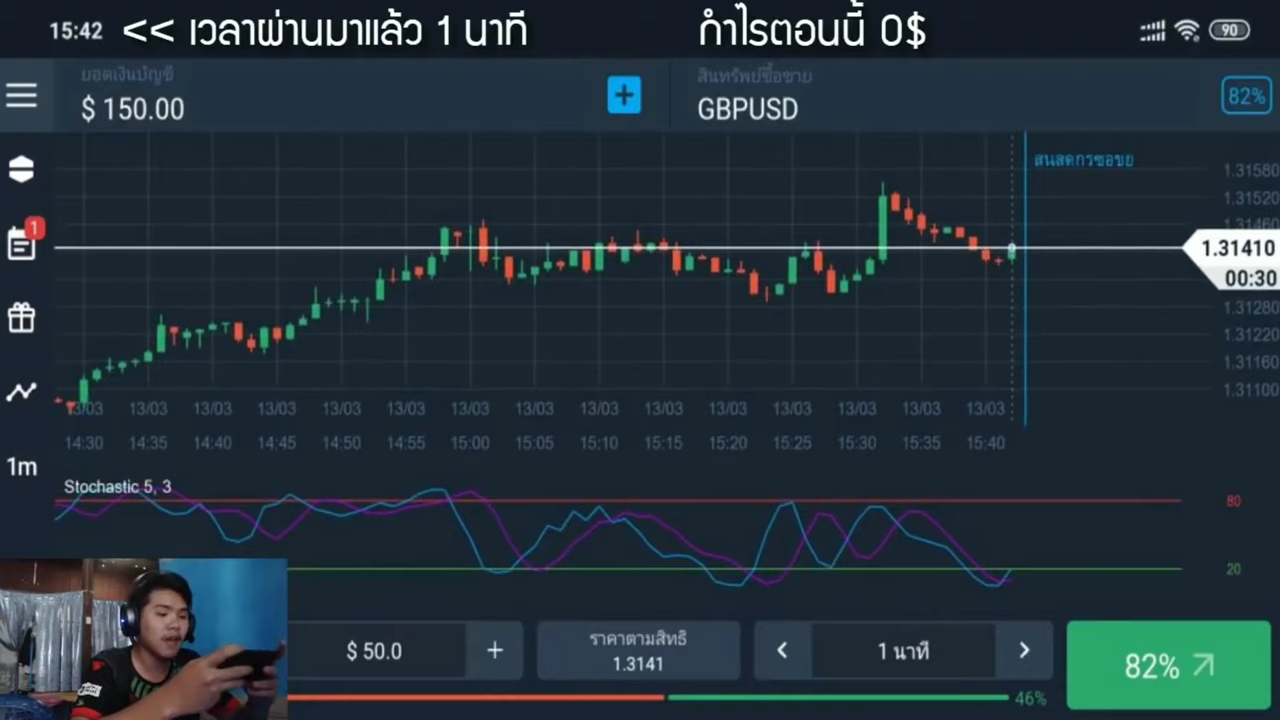 15:42 << เวลาผ่านมาแล้ว 1 นาที กำไรตอนนี้ 0$ 90
ยอดเงินบัญชี สินทรัพย์ซื้อขาย
$ 150.00 + GBPUSD 82%
สนสดกรซอขย
1.31580
1.31520
1.31460
1.31410
00:30
1.31280
1.31220
1.31160
1.31100
1
13/03 13/03 13/03 13/03 13/03 13/03 13/03 13/03 13/03 13/03 13/03 13/03 13/03 13/03 13/03
14:30 14:35 14:40 14:45 14:50 14:55 15:00 15:05 15:10 15:15 15:20 15:25 15:30 15:35 15:40
1m
Stochastic 5, 3
80
20
$ 50.0 + ราคาตามสิทธิ < 1 นาที > 82%
1.3141
46%